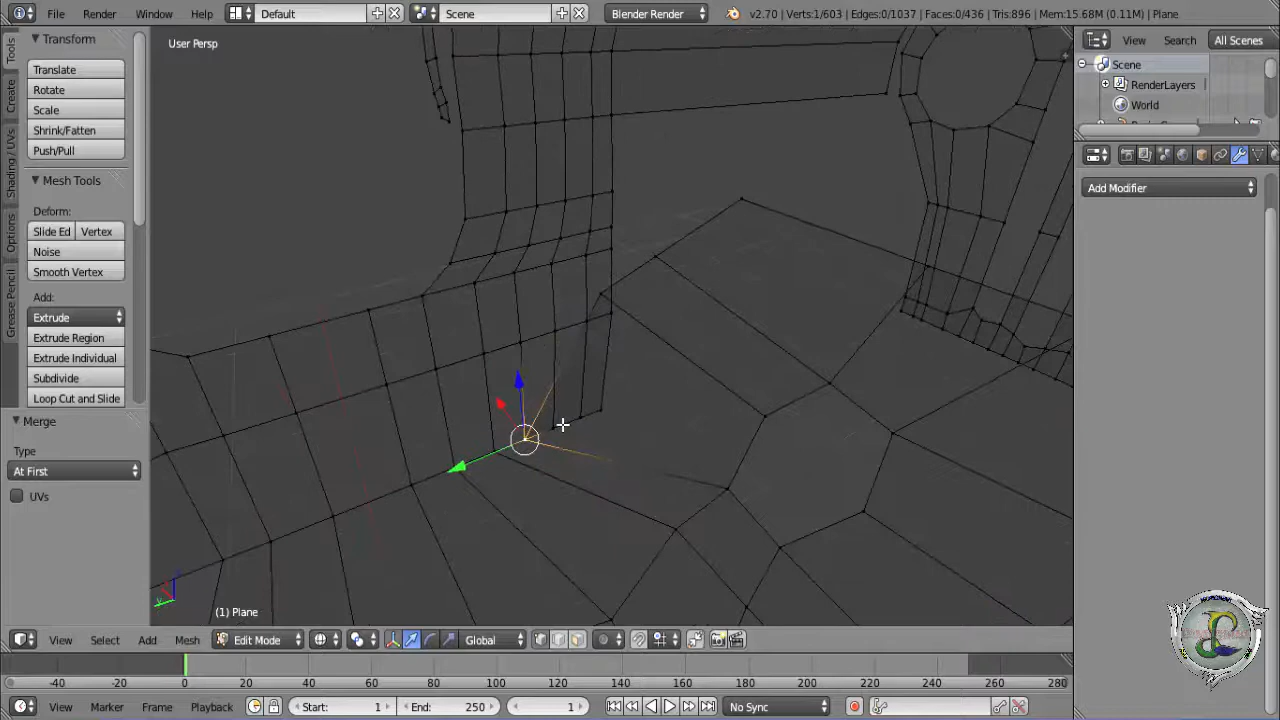 File Render Window Help Default Scene Blender Render v2.70 | Verts:1/603 | Edges:0/1037 | Faces:0/436 | Tris:896 | Mem:15.68M (0.11M) | Plane
Tools
Create
Shading / UVs
Options
Grease Pencil
Transform
Translate
Rotate
Scale
Shrink/Fatten
Push/Pull
Mesh Tools
Deform:
Slide Ed Vertex
Noise
Smooth Vertex
Add:
Extrude
Extrude Region
Extrude Individual
Subdivide
Loop Cut and Slide
Merge
Type
At First
UVs
User Persp
(1) Plane
View Search All Scenes
Scene
RenderLayers
World
Add Modifier
View Select Add Mesh Edit Mode Global
-40 -20 0 20 40 60 80 100 120 140 160 180 200 220 240 260 280
View Marker Frame Playback Start: 1 End: 250 1 No Sync